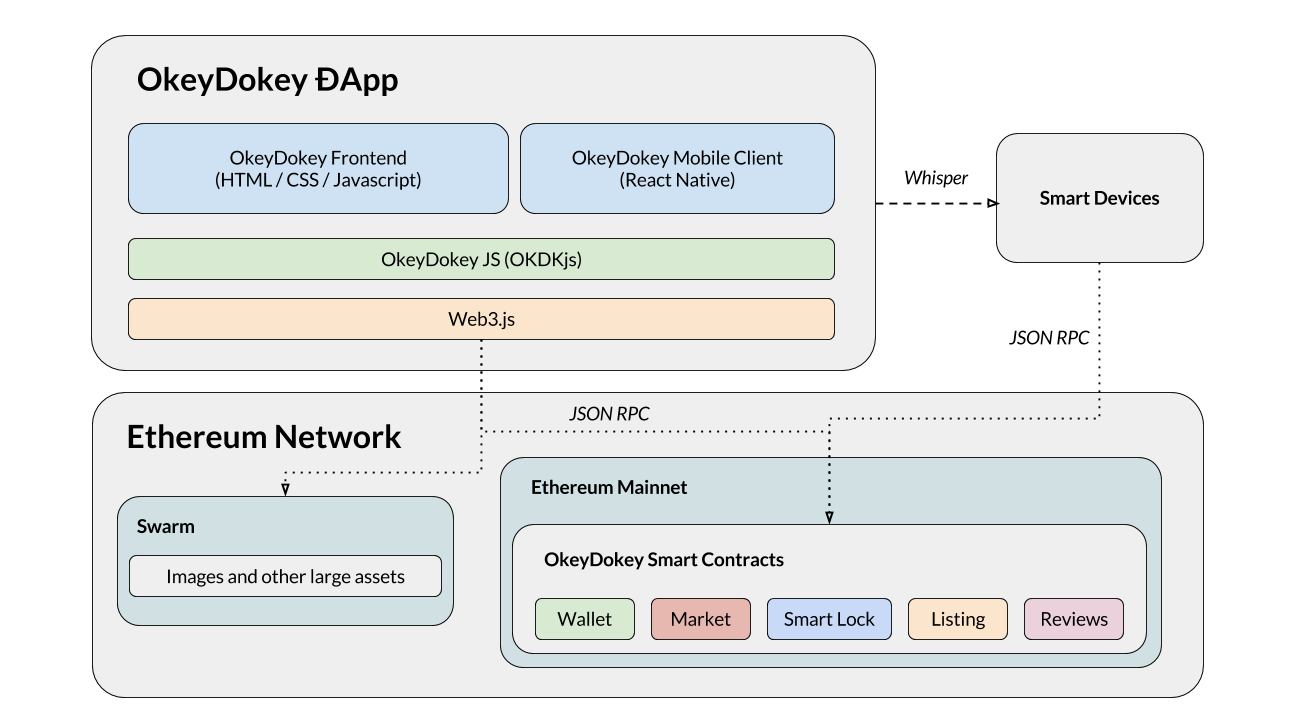 OkeyDokey ÐApp
OkeyDokey Frontend
(HTML / CSS / Javascript)
OkeyDokey Mobile Client
(React Native)
Whisper
Smart Devices
OkeyDokey JS (OKDKjs)
Web3.js
JSON RPC
JSON RPC
Ethereum Network
Ethereum Mainnet
Swarm
Images and other large assets
OkeyDokey Smart Contracts
Wallet
Market
Smart Lock
Listing
Reviews